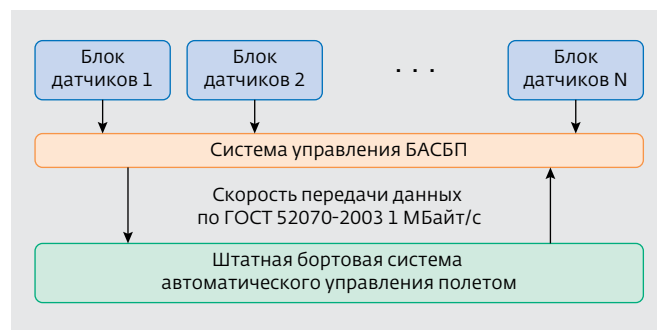 Блок
датчиков 1
Блок
датчиков 2
. . .
Блок
датчиков N
Система управления БАСБП
Скорость передачи данных
по ГОСТ 52070-2003 1 МБайт/с
Штатная бортовая система
автоматического управления полетом